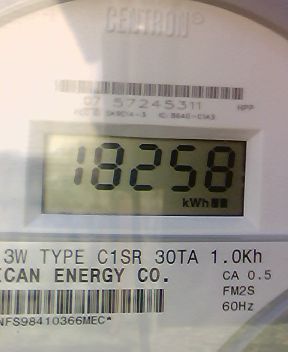 CENTRON®
07 57245311 HPP
18258
kWh
3W TYPE C1SR 30TA 1.0Kh
ICAN ENERGY CO. CA 0.5
FM2S
NFS98410366MEC* 60Hz